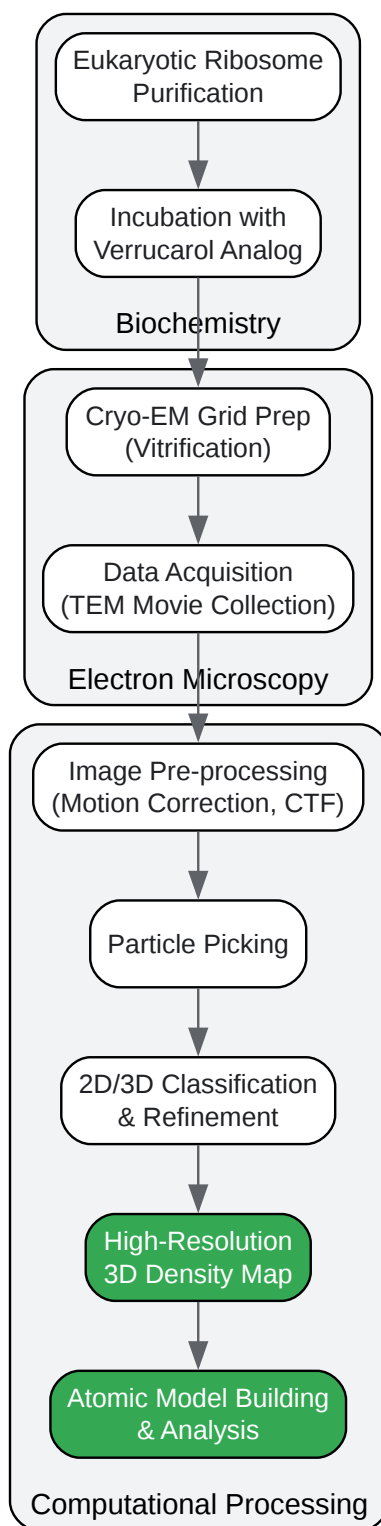 Eukaryotic Ribosome
Purification
Incubation with
Verrucarol Analog
Biochemistry
Cryo-EM Grid Prep
(Vitrification)
Data Acquisition
(TEM Movie Collection)
Electron Microscopy
Image Pre-processing
(Motion Correction, CTF)
Particle Picking
2D/3D Classification
& Refinement
High-Resolution
3D Density Map
Atomic Model Building
& Analysis
Computational Processing